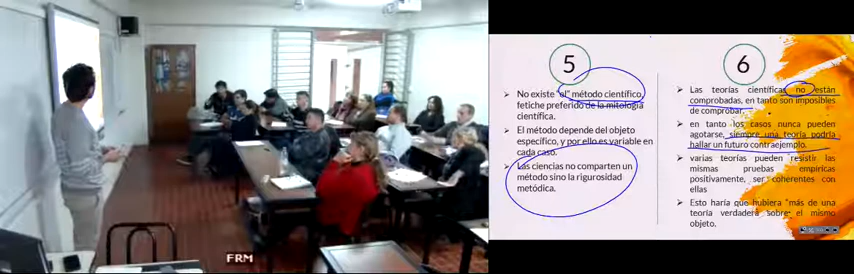 5
➢ No existe "el" método científico,
fetiche preferido de la mitología
científica.
➢ El método depende del objeto
específico, y por ello es variable en
cada caso.
➢ Las ciencias no comparten un
método sino la rigurosidad
metódica.
6
➢ Las teorías científicas no están
comprobadas, en tanto son imposibles
de comprobar.
➢ en tanto los casos nunca pueden
agotarse, siempre una teoría podría
hallar un futuro contraejemplo.
➢ varias teorías pueden resistir las
mismas pruebas empíricas
positivamente, ser coherentes con
ellas
➢ Esto haría que hubiera "más de una
teoría verdadera sobre el mismo
objeto.
FRM